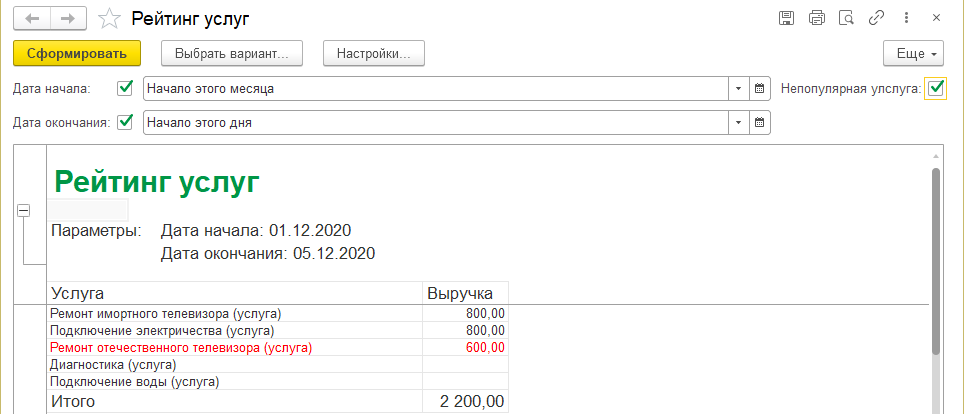 Рейтинг услуг
Сформировать Выбрать вариант... Настройки... Еще
Дата начала: Начало этого месяца Непопулярная улслуга:
Дата окончания: Начало этого дня
Рейтинг услуг
Параметры: Дата начала: 01.12.2020
Дата окончания: 05.12.2020
Услуга Выручка
Ремонт имортного телевизора (услуга) 800,00
Подключение электричества (услуга) 800,00
Ремонт отечественного телевизора (услуга) 600,00
Диагностика (услуга)
Подключение воды (услуга)
Итого 2 200,00